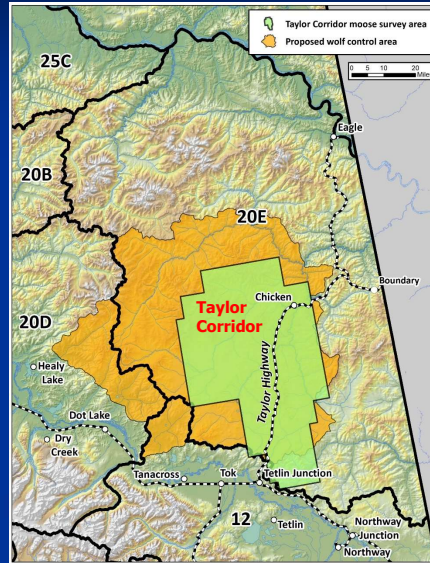 Taylor Corridor moose survey area
Proposed wolf control area
0 5 10 20
Miles
25C
Eagle
20B
20E
Boundary
Chicken
Taylor
Corridor
20D
Taylor Highway
Healy
Lake
Dot Lake
Dry
Creek
Tanacross
Tok
Tetlin Junction
12
Tetlin
Northway
Junction
Northway